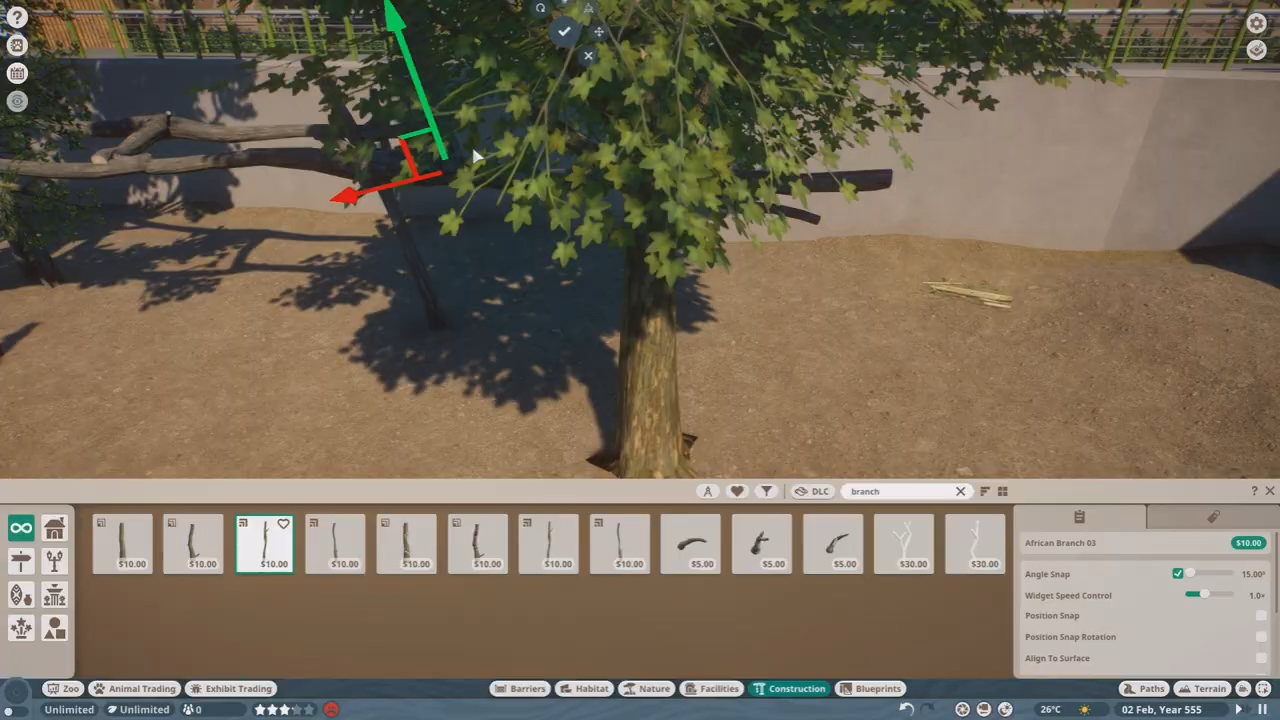 DLC
branch
?
$10.00
$10.00
$10.00
$10.00
$10.00
$10.00
$10.00
$10.00
$5.00
$5.00
$5.00
$30.00
$30.00
African Branch 03
$10.00
Angle Snap
15.00°
Widget Speed Control
1.0×
Position Snap
Position Snap Rotation
Align To Surface
Zoo
Animal Trading
Exhibit Trading
Barriers
Habitat
Nature
Facilities
Construction
Blueprints
Paths
Terrain
Unlimited
Unlimited
0
26°C
02 Feb, Year 555